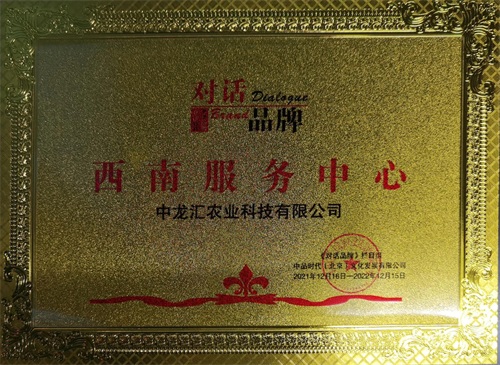 对话 Dialogue
Brand 品牌
西南服务中心
中龙汇农业科技有限公司
《对话品牌》栏目组
中品时代（北京）文化发展有限公司
2021年12月16日—2022年12月15日